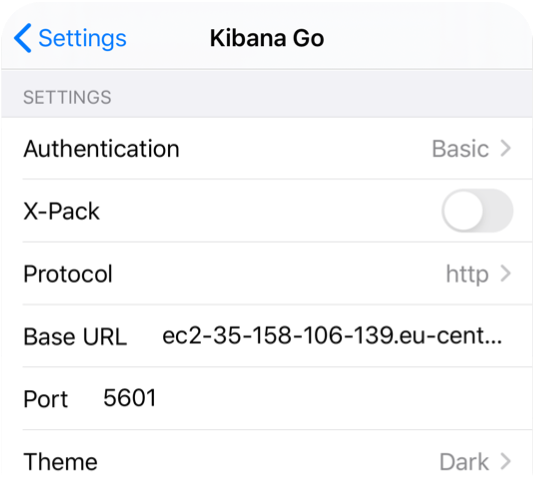 Settings Kibana Go
SETTINGS
Authentication Basic
X-Pack
Protocol http
Base URL ec2-35-158-106-139.eu-cent...
Port 5601
Theme Dark